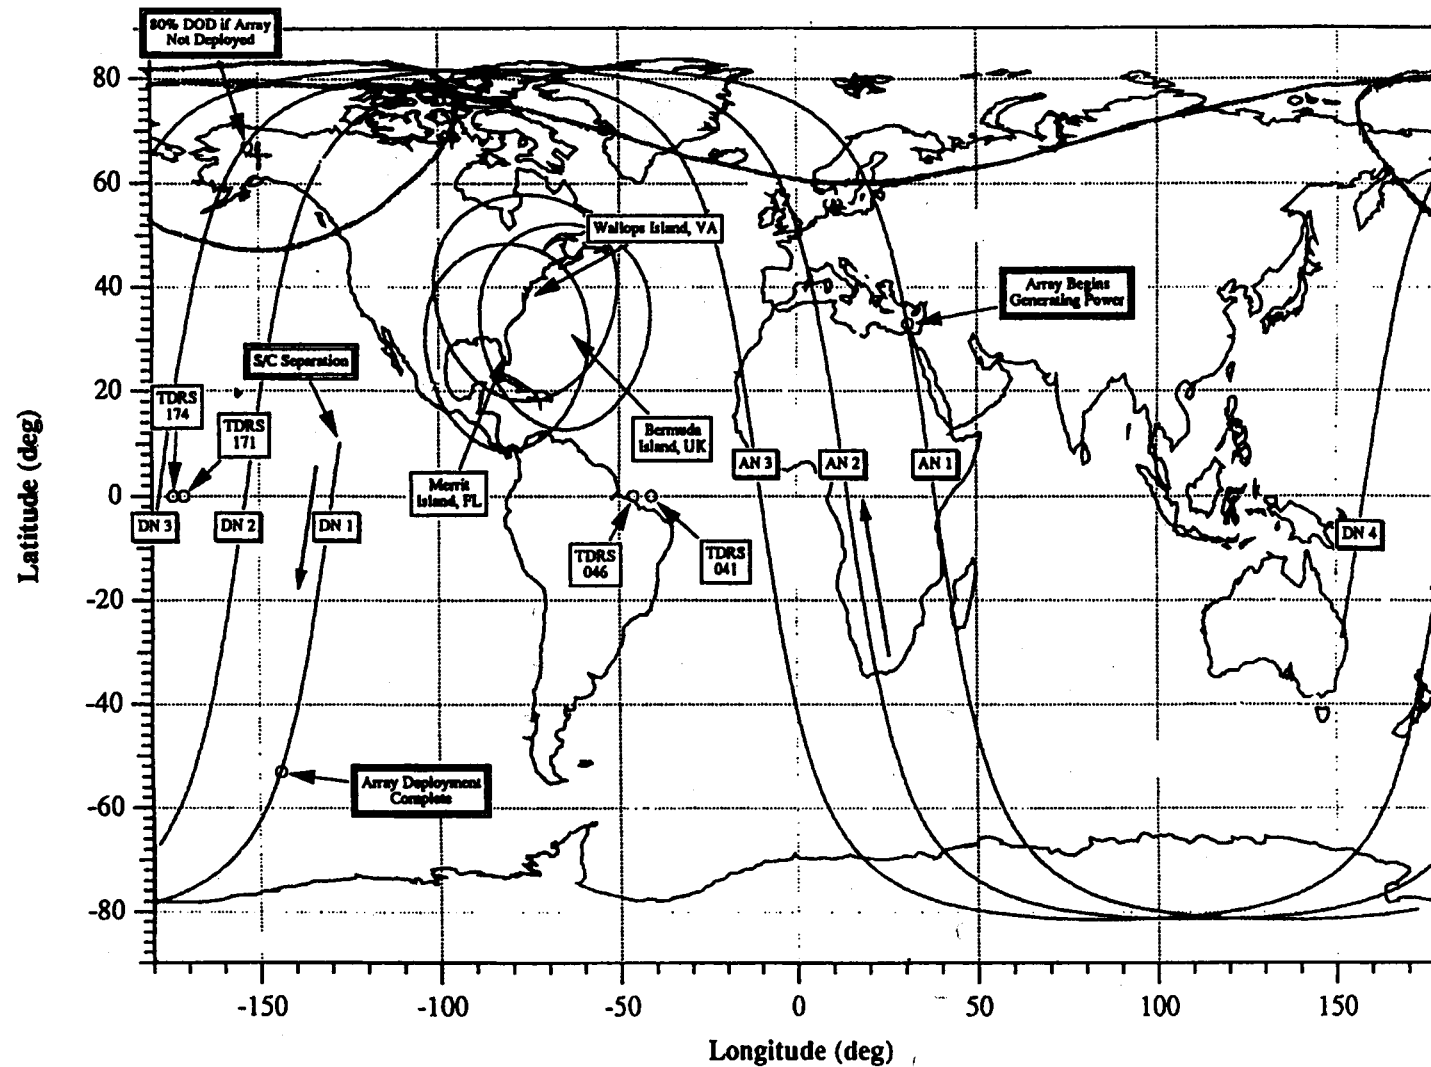 80% DOD if Array
Not Deployed
80
60
40
20
0
-20
-40
-60
-80
Latitude (deg)
Wallops Island, VA
Array Begins
Generating Power
S/C Separation
TDRS
174
TDRS
171
Bermuda
Island, UK
Merrit
Island, FL
AN 3
AN 2
AN 1
DN 3
DN 2
DN 1
DN 4
TDRS
046
TDRS
041
Array Deployment
Complete
-150
-100
-50
0
50
100
150
Longitude (deg)